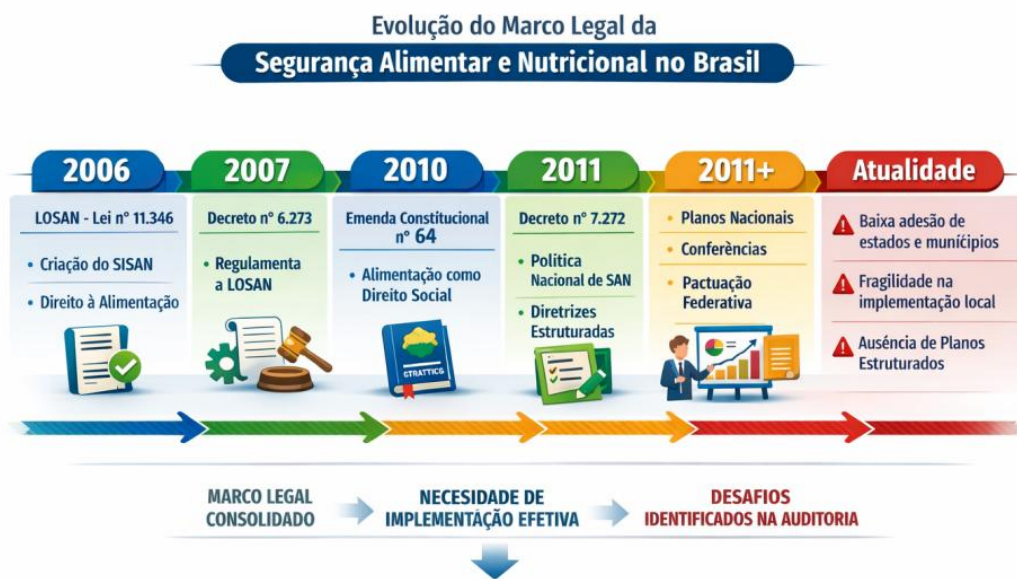 Evolução do Marco Legal da
Segurança Alimentar e Nutricional no Brasil
2006
LOSAN - Lei nº 11.346
• Criação do SISAN
• Direito à Alimentação
2007
Decreto nº 6.273
• Regulamenta
a LOSAN
2010
Emenda Constitucional
nº 64
• Alimentação como
Direito Social
2011
Decreto nº 7.272
• Política
Nacional de SAN
• Diretrizes
Estruturadas
2011+
• Planos Nacionais
• Conferèncias
• Pactuação
Federativa
Atualidade
Baixa adesão de
estados e munićipios
Fragilidade na
implementação local
Auséncia de Planos
Estruturados
MARCO LEGAL
CONSOLIDADO
NECESIDADE DE
IMPLEMENTAÇÃO EFETIVA
DESAFIOS
IDENTIFICADOS NA AUDITORIA